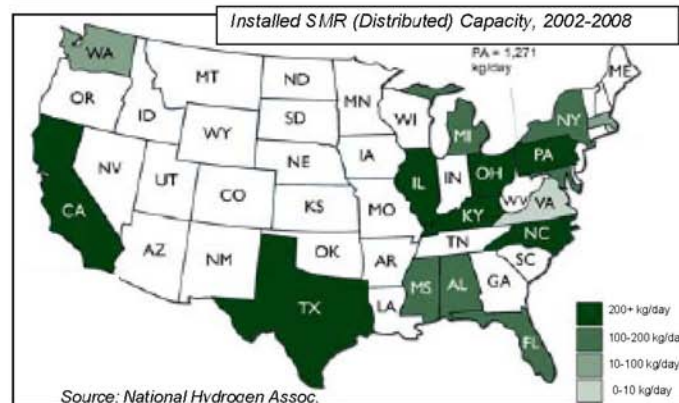 Installed SMR (Distributed) Capacity, 2002-2008
PA = 1,271
kg/day
WA
MT
ND
MN
ME
OR
ID
SD
WI
MI
NY
WY
IA
PA
NE
IL
IN
OH
NV
UT
CO
WV
VA
CA
KS
MO
KY
NC
AZ
NM
OK
AR
TN
SC
MS
AL
GA
TX
LA
FL
200+ kg/day
100-200 kg/day
10-100 kg/day
0-10 kg/day
Source: National Hydrogen Assoc.